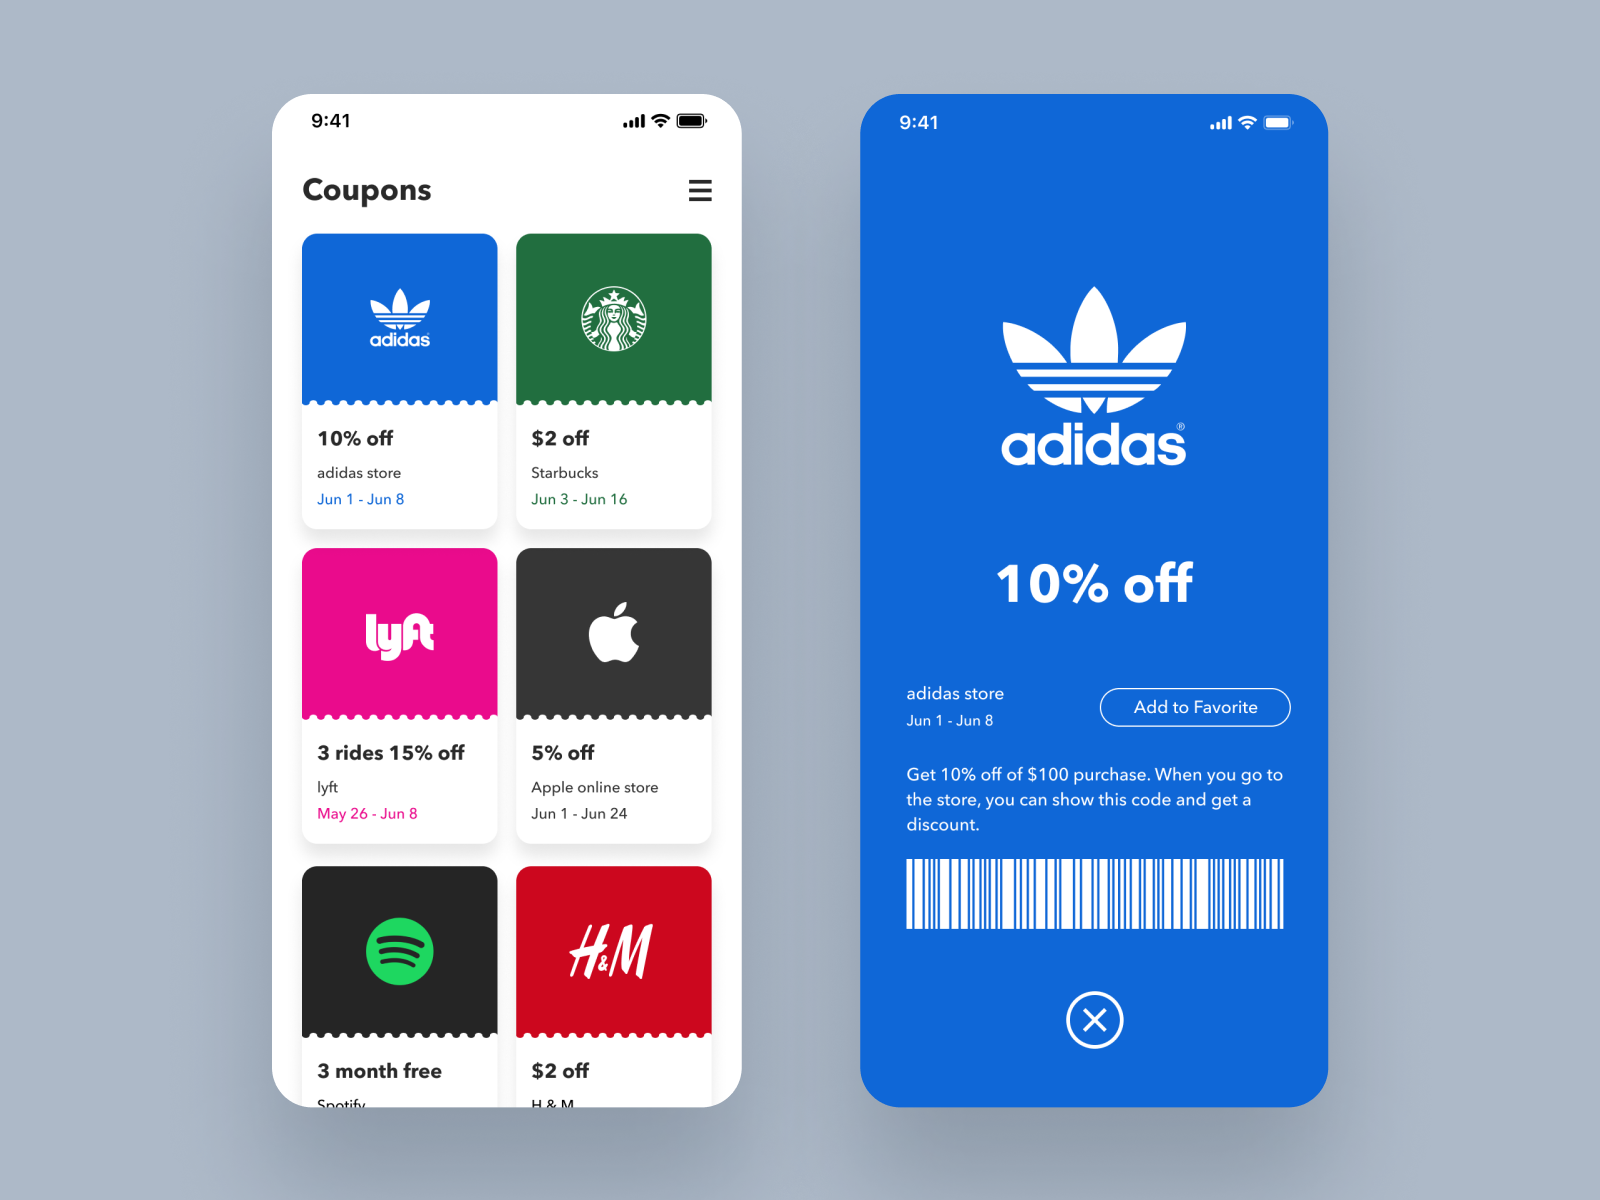 9:41
Coupons
adidas
10% off
adidas store
Jun 1 - Jun 8
$2 off
Starbucks
Jun 3 - Jun 16
lyft
3 rides 15% off
lyft
May 26 - Jun 8
5% off
Apple online store
Jun 1 - Jun 24
3 month free
Spotify
H&M
$2 off
H & M
9:41
adidas®
10% off
adidas store
Jun 1 - Jun 8
Add to Favorite
Get 10% off of $100 purchase. When you go to
the store, you can show this code and get a
discount.